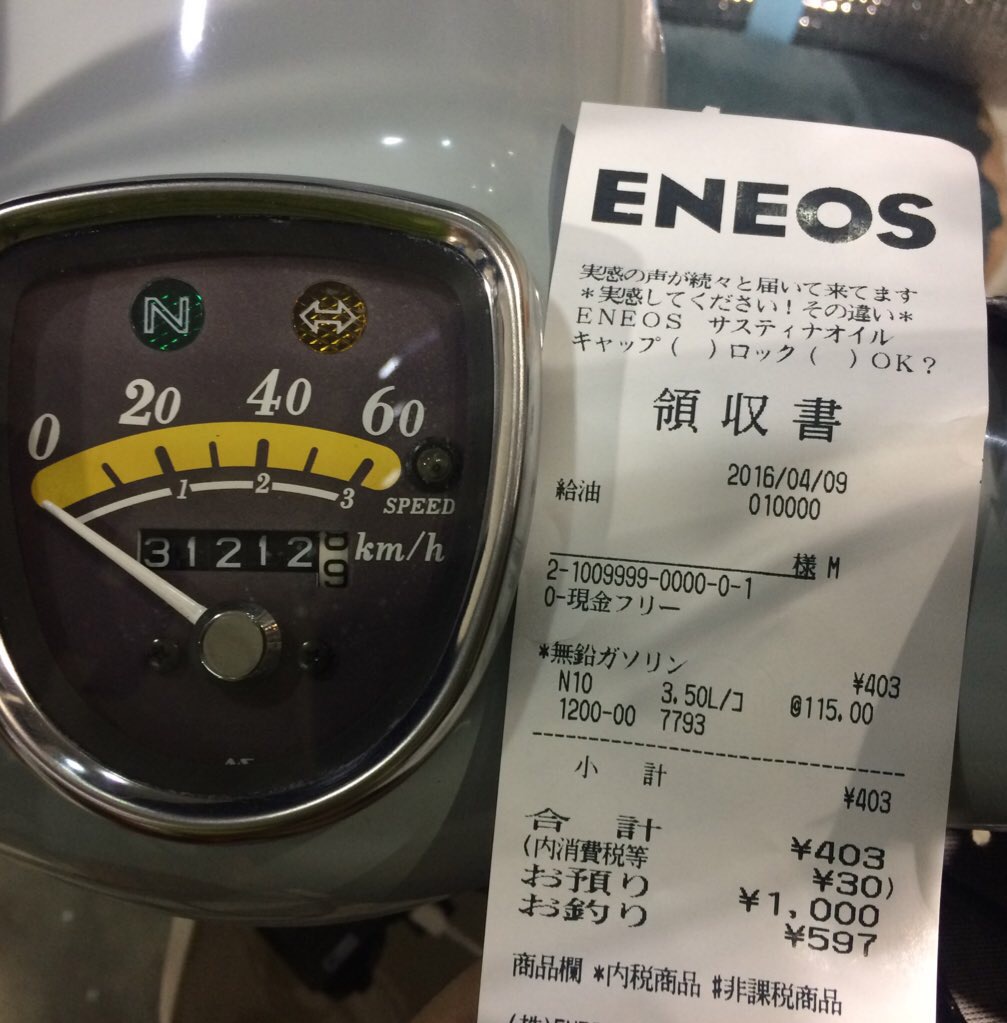 N
0 20 40 60
1 2 3
SPEED
31212 8 9
km/h
ENEOS
実感の声が続々と届いて来てます
*実感してください!その違い*
ENEOS サスティナオイル
キャップ( )ロック( )OK?
領収書
2016/04/09
給油 010000
様 M
2-1009999-0000-0-1
0-現金フリー
*無鉛ガソリン ¥403
N10 3.50L/コ @115.00
1200-00 7793
小 計 ¥403
合 計 ¥403
(内消費税等 ¥30)
お預り ¥1,000
お釣り ¥597
商品欄 *内税商品 #非課税商品